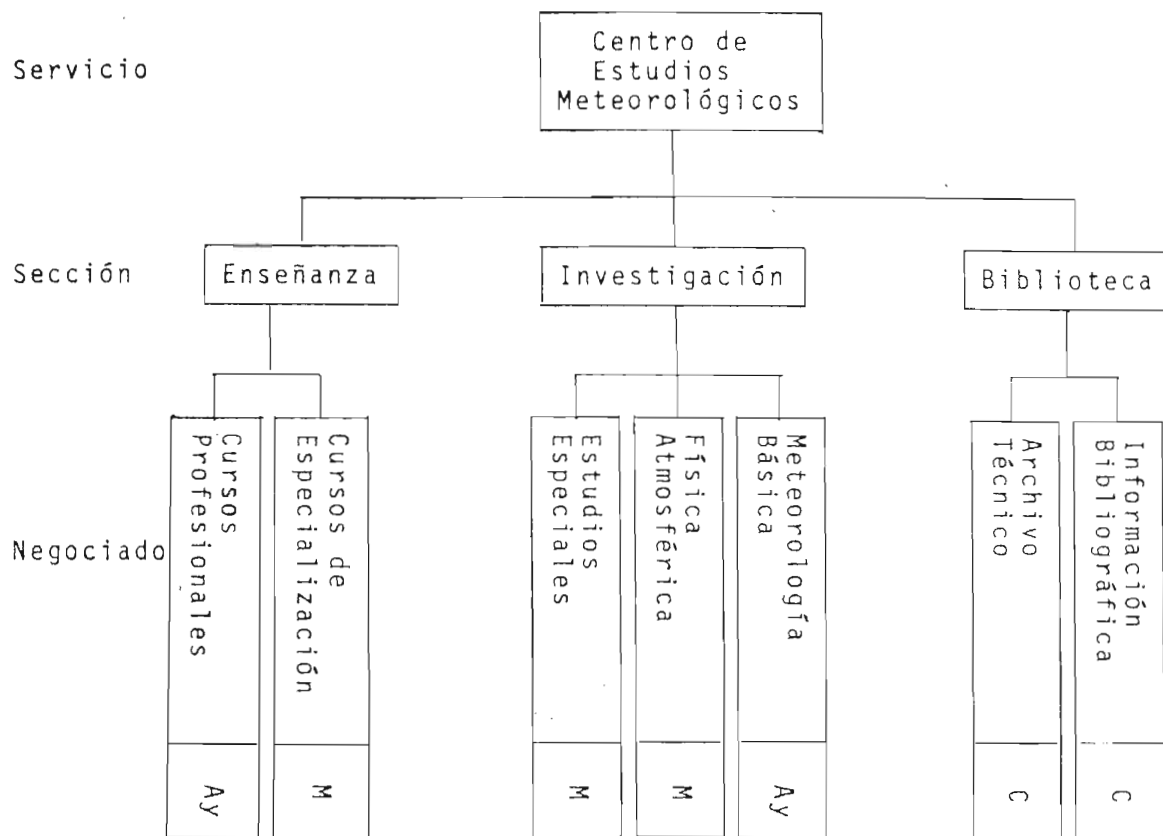 Servicio
Centro de
Estudios
Meteorológicos
Sección
Enseñanza
Investigación
Biblioteca
Negociado
Cursos
Profesionales
Ay
Cursos de
Especialización
M
Estudios
Especiales
M
Física
Atmosférica
M
Meteorología
Básica
Ay
Archivo
Técnico
C
Información
Bibliográfica
C